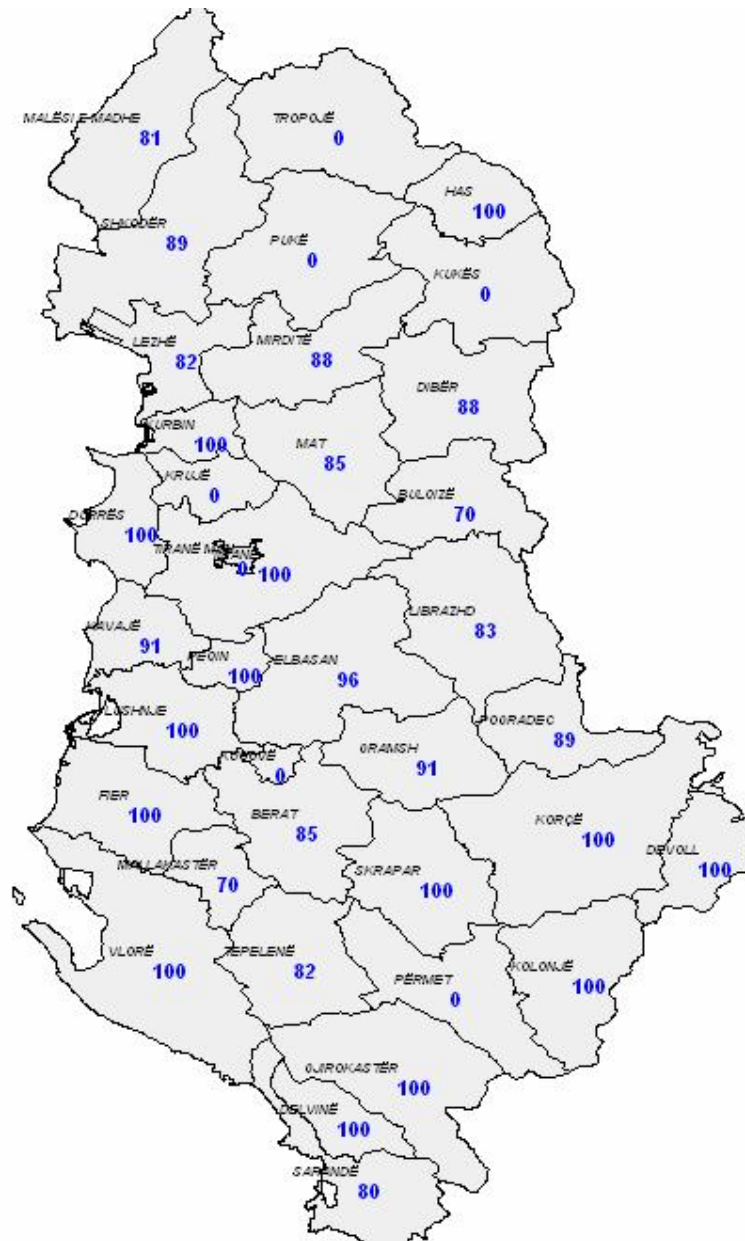 MALËSI E MADHE
81
TROPOJË
0
HAS
100
SHKODËR
89
PUKË
0
KUKËS
0
LEZHË
82
MIRDITË
88
DIBËR
88
KURBIN
100
MAT
85
KRUJË
0
BULQIZË
70
DURRËS
100
0
100
LIBRAZHD
83
KAVAJË
91
PEQIN
100
ELBASAN
96
LUSHNJE
100
POGRADEC
89
GRAMSH
91
KUÇOVË
0
FIER
100
BERAT
85
KORÇË
100
DEVOLL
100
MALLAKASTËR
70
SKRAPAR
100
VLORË
100
TEPELENË
82
PËRMET
0
KOLONJË
100
GJIROKASTËR
100
DELVINË
100
SARANDË
80